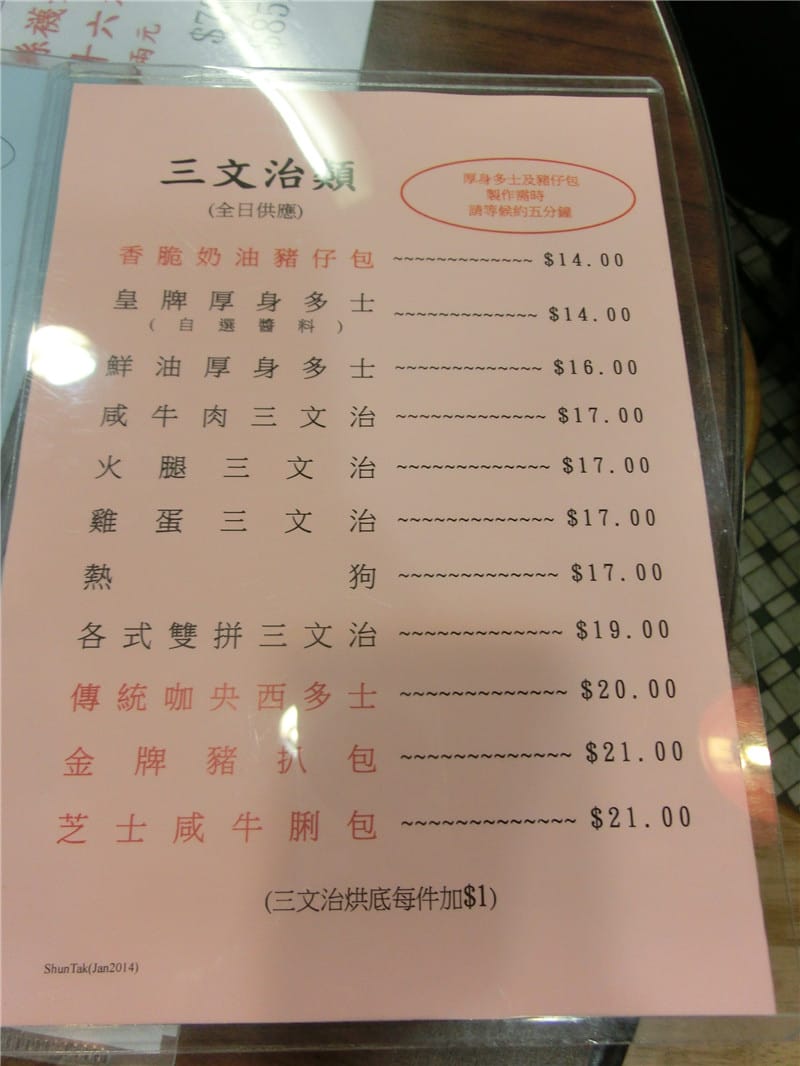 十六
兩元
三文治類
(全日供應)
厚身多士及豬仔包
製作需時
請等候約五分鐘
香脆奶油豬仔包 ~~~~~~~~~~~~~ $14.00
皇牌厚身多士 ~~~~~~~~~~~~~ $14.00
(自選醬料)
鮮油厚身多士 ~~~~~~~~~~~~~ $16.00
咸牛肉三文治 ~~~~~~~~~~~~~ $17.00
火腿三文治 ~~~~~~~~~~~~~ $17.00
雞蛋三文治 ~~~~~~~~~~~~~ $17.00
熱狗 ~~~~~~~~~~~~~ $17.00
各式雙拼三文治 ~~~~~~~~~~~~~ $19.00
傳統咖央西多士 ~~~~~~~~~~~~~ $20.00
金牌豬扒包 ~~~~~~~~~~~~~ $21.00
芝士咸牛脷包 ~~~~~~~~~~~~~ $21.00
(三文治烘底每件加$1)
ShunTak(Jan2014)